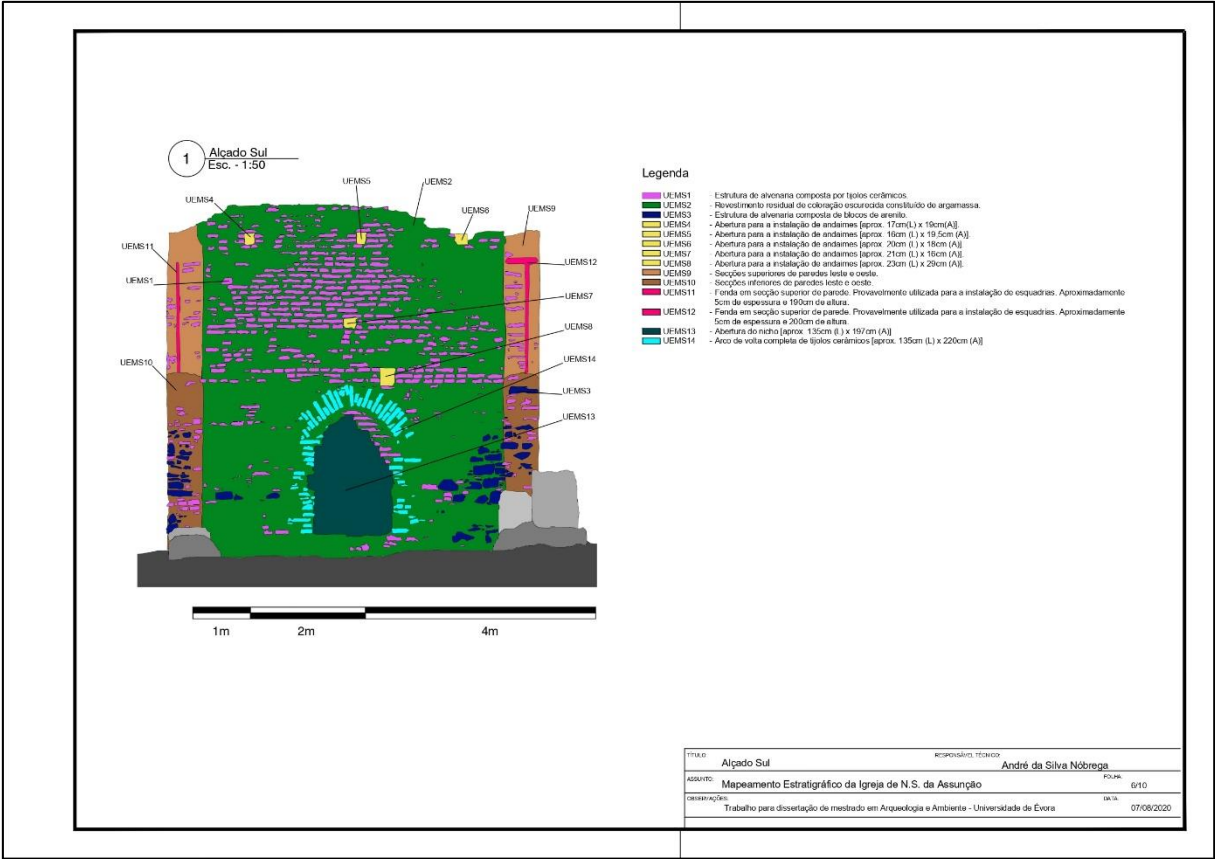 1
Alçado Sul
Esc. - 1:50
UEMS5
UEMS2
UEMS4
UEMS6
UEMS9
UEMS11
UEMS12
UEMS1
UEMS7
UEMS8
UEMS14
UEMS10
UEMS3
UEMS13
1m 2m 4m
Legenda
UEMS1 - Estrutura de alvenaria composta por tijolos cerâmicos.
UEMS2 - Revestimento residual de coloração escurecida constituído de argamassa.
UEMS3 - Estrutura de alvenaria composta de blocos de arenito.
UEMS4 - Abertura para a instalação de andaimes [aprox. 17cm(L) x 19cm(A)].
UEMS5 - Abertura para a instalação de andaimes [aprox. 16cm (L) x 19,5cm (A)].
UEMS6 - Abertura para a instalação de andaimes [aprox. 20cm (L) x 18cm (A)]
UEMS7 - Abertura para a instalação de andaimes [aprox. 21cm (L) x 16cm (A)].
UEMS8 - Abertura para a instalação de andaimes [aprox. 23cm (L) x 29cm (A)].
UEMS9 - Secções superiores de paredes leste e oeste.
UEMS10 - Secções inferiores de paredes leste e oeste.
UEMS11 - Fenda em secção superior de parede. Provavelmente utilizada para a instalação de esquadrias. Aproximadamente
5cm de espessura e 190cm de altura.
UEMS12 - Fenda em secção superior de parede. Provavelmente utilizada para a instalação de esquadrias. Aproximadamente
5cm de espessura e 200cm de altura.
UEMS13 - Abertura do nicho [aprox. 135cm (L) x 197cm (A)]
UEMS14 - Arco de volta completa de tijolos cerâmicos [aprox. 135cm (L) x 220cm (A)]
TÍTULO: Alçado Sul RESPONSÁVEL TÉCNICO: André da Silva Nóbrega
ASSUNTO: Mapeamento Estratigráfico da Igreja de N.S. da Assunção FOLHA: 6/10
OBSERVAÇÕES: Trabalho para dissertação de mestrado em Arqueologia e Ambiente - Universidade de Évora DATA: 07/08/2020